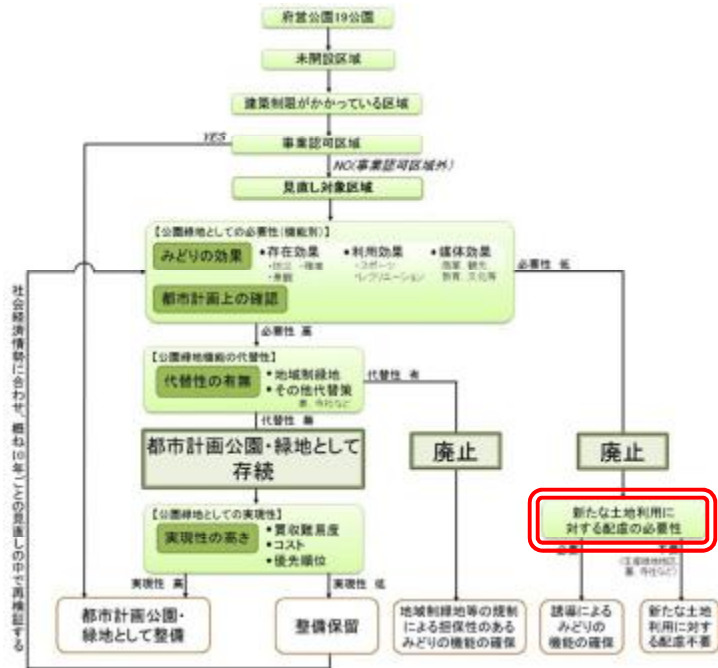 府営公園19公園
未開設区域
建築制限がかかっている区域
YES
事業認可区域
NO(事業認可区域外)
見直し対象区域
【公園緑地としての必要性(機能別)】
みどりの効果
•存在効果
•利用効果
・スポーツ
・レクリエーション
•媒体効果
都市計画上の確認
必要性 低
必要性 高
【公園緑地機能の代替性】
代替性の有無
•地域制緑地
•その他代替策
代替性 有
代替性 無
都市計画公園・緑地として
存続
廃止
廃止
【公園緑地としての実現性】
実現性の高さ
•買収難易度
•コスト
•優先順位
新たな土地利用に
対する配慮の必要性
実現性 高
実現性 低
都市計画公園・
緑地として整備
整備保留
地域制緑地等の規制
による担保性のある
みどりの機能の確保
誘導による
みどりの
機能の確保
新たな土地
利用に対す
る配慮不要
社会経済情勢に合わせ、概ね10年ごとの見直しの中で再検証する